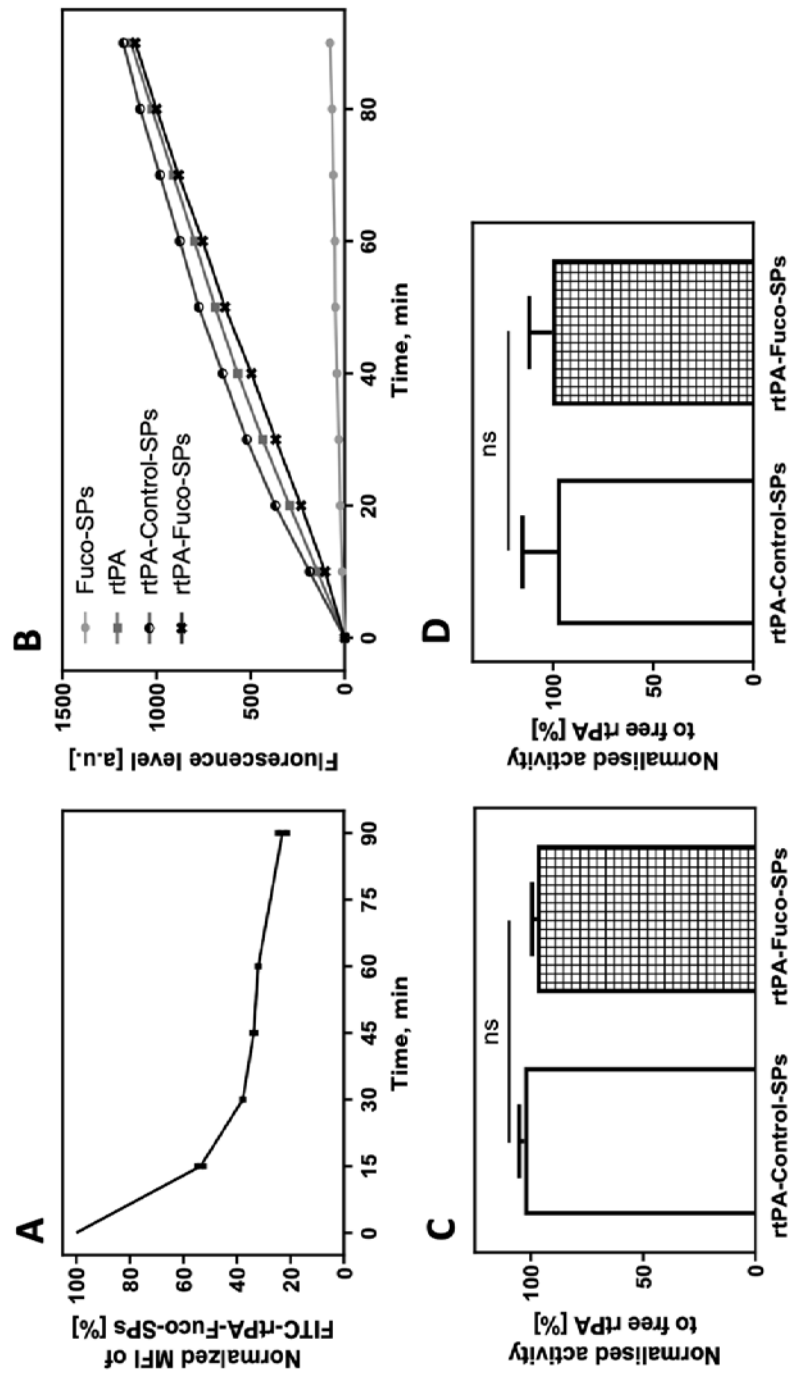 A
Normalized MFI of
FITC-rtPA-Fuco-SPs [%]
100
80
60
40
20
0
0
15
30
45
60
75
90
Time, min
B
Fluorescence level [a.u.]
1500
1000
500
0
Fuco-SPs
rtPA
rtPA-Control-SPs
rtPA-Fuco-SPs
0
20
40
60
80
Time, min
C
Normalised activity
to free rtPA [%]
100
50
0
ns
rtPA-Control-SPs
rtPA-Fuco-SPs
D
Normalised activity
to free rtPA [%]
100
50
0
ns
rtPA-Control-SPs
rtPA-Fuco-SPs